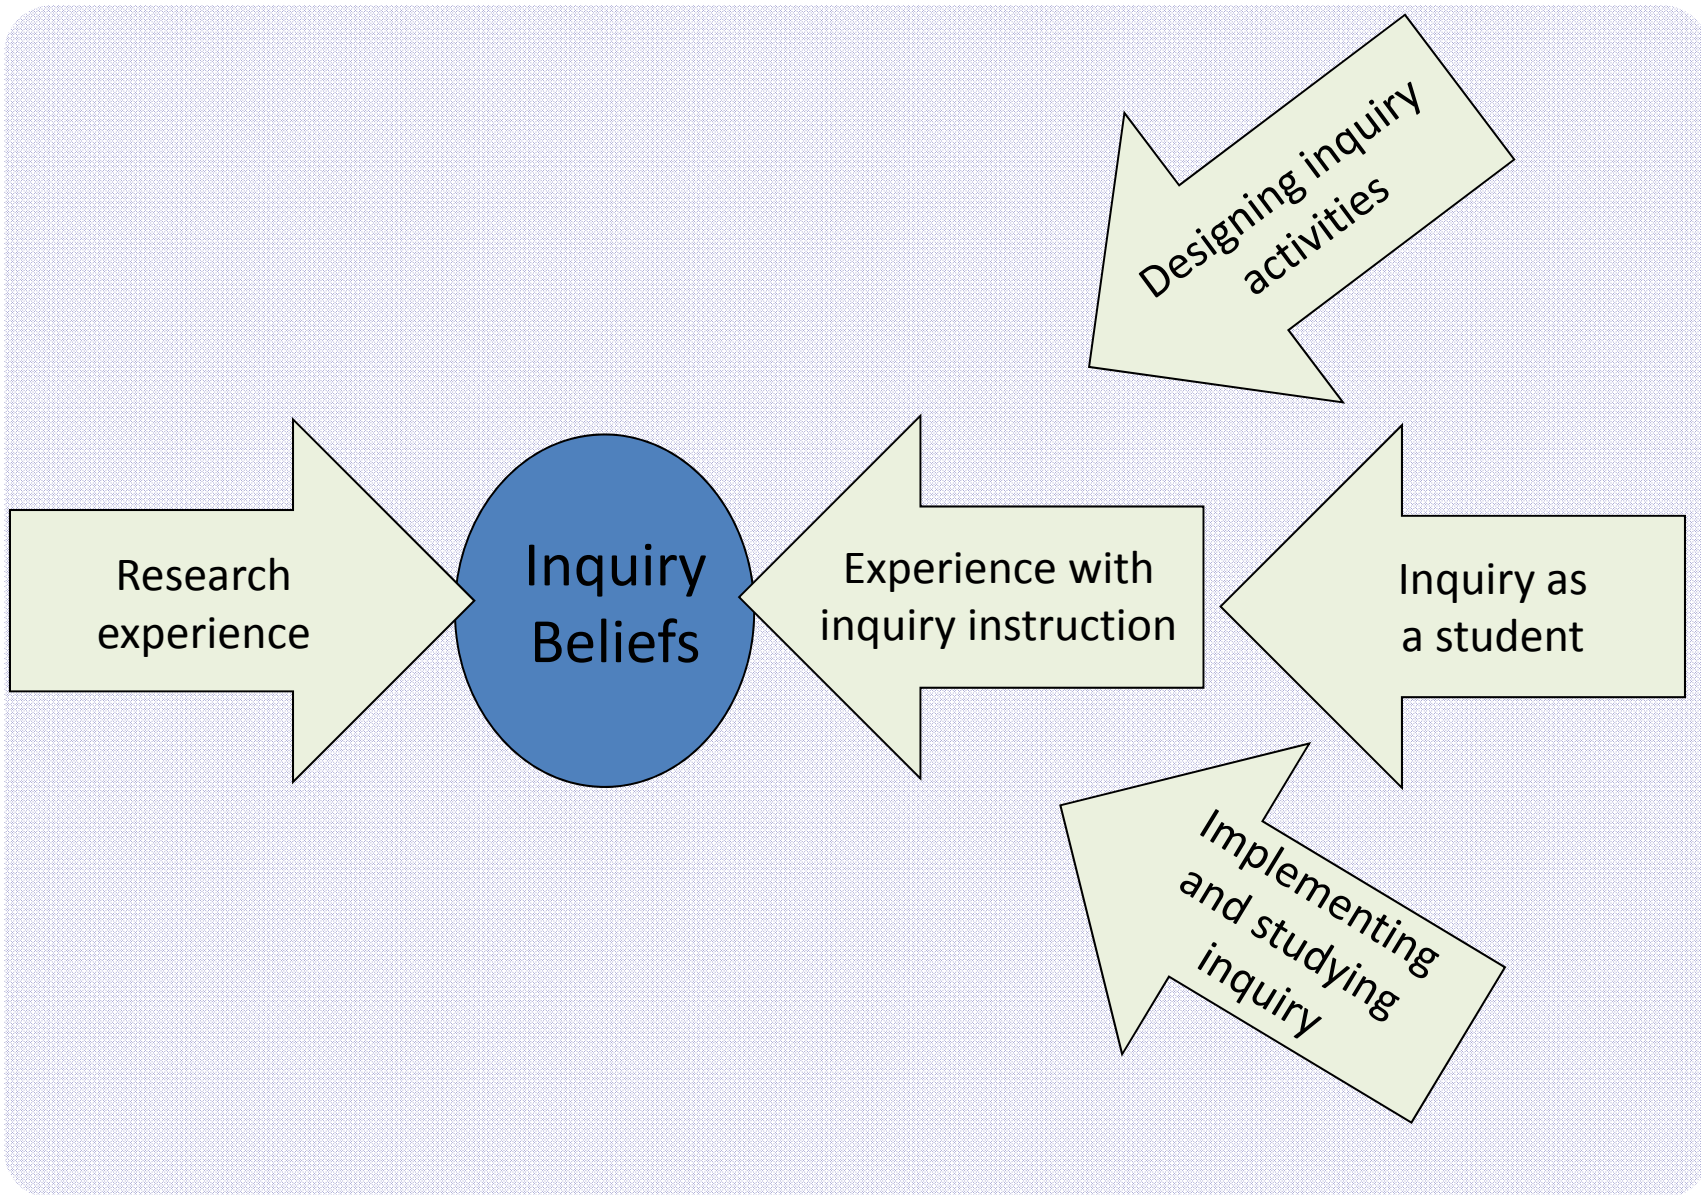 Designing inquiry
activities
Research
experience
Inquiry
Beliefs
Experience with
inquiry instruction
Inquiry as
a student
Implementing
and studying
inquiry